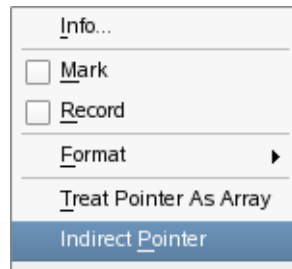 Info...
Mark
Record
Format
Treat Pointer As Array
Indirect Pointer